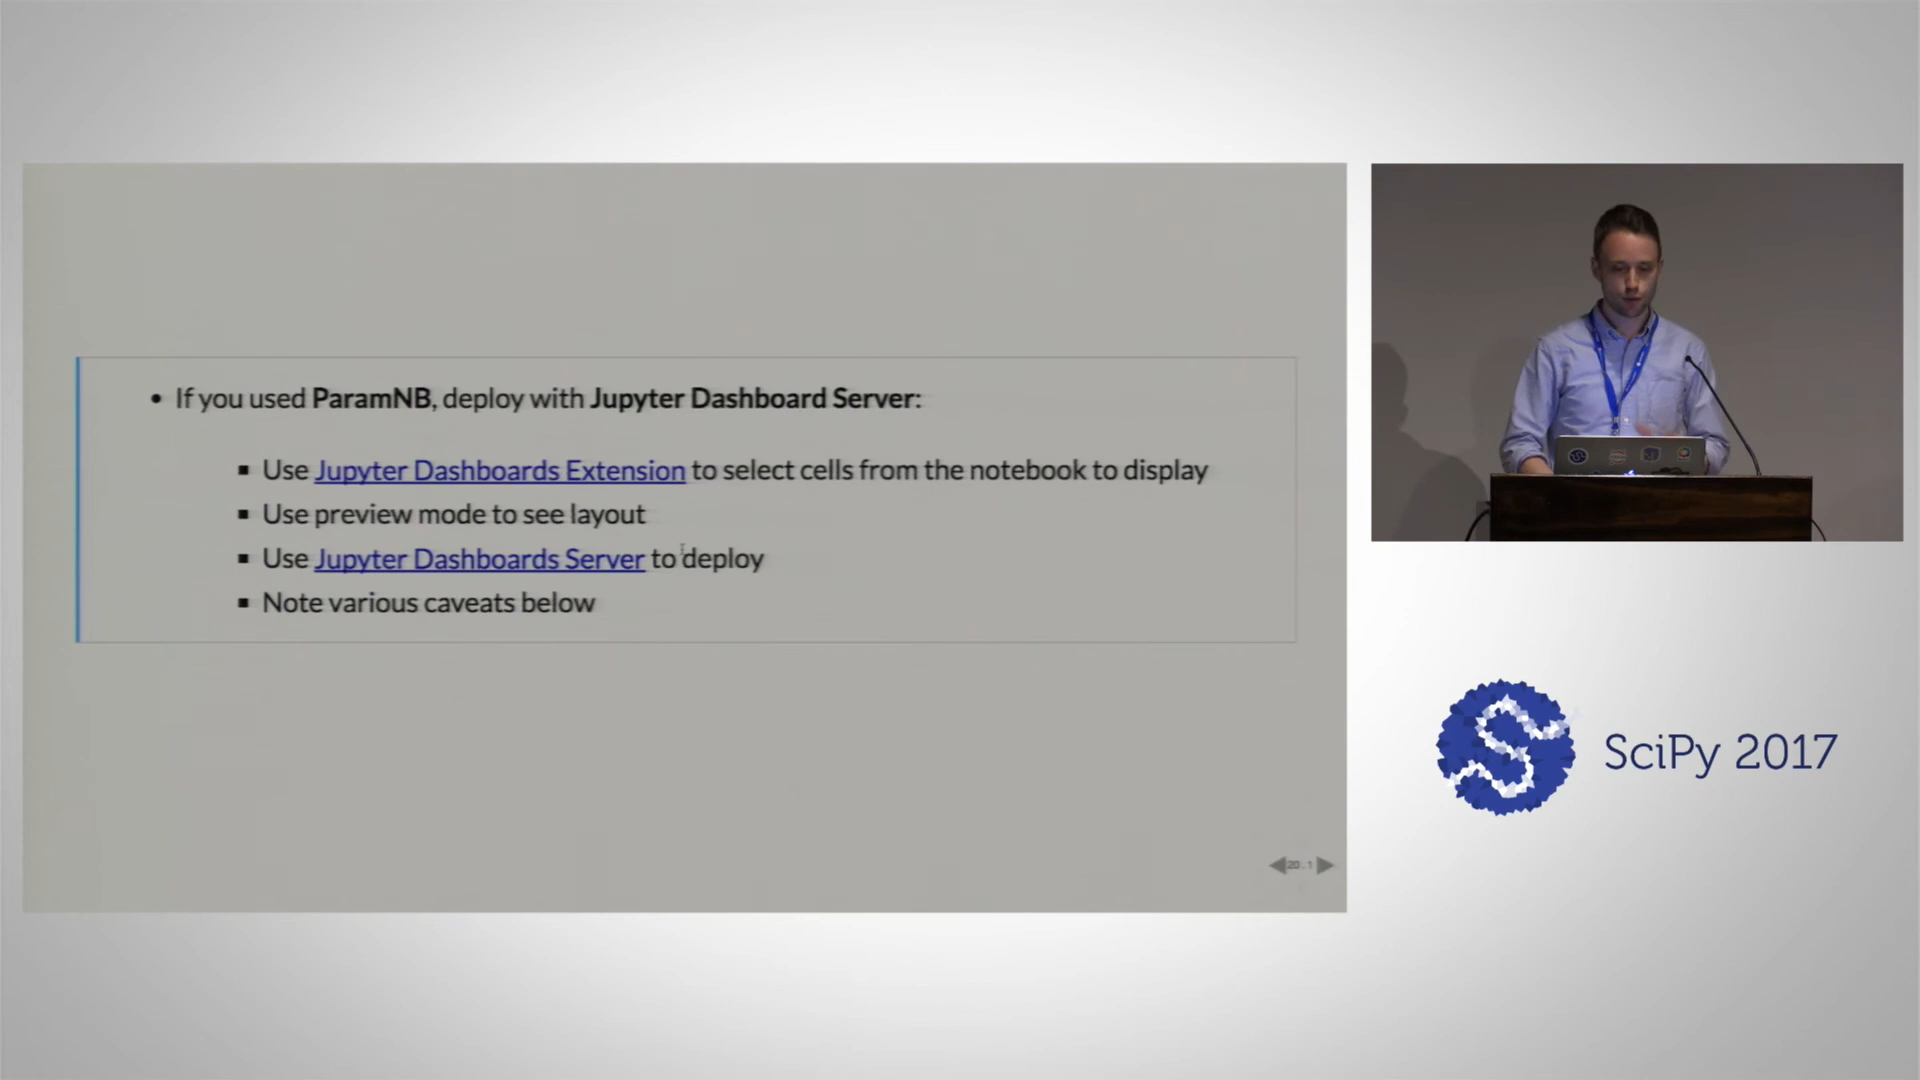 If you used ParamNB, deploy with Jupyter Dashboard Server:
Use Jupyter Dashboards Extension to select cells from the notebook to display
Use preview mode to see layout
Use Jupyter Dashboards Server to deploy
Note various caveats below
20.1
SciPy 2017